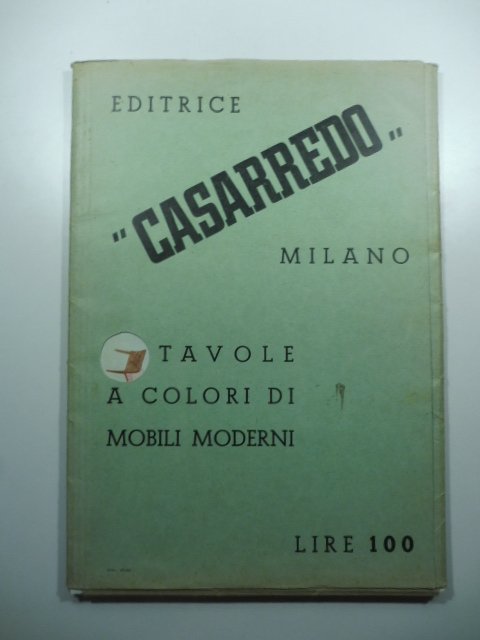 EDITRICE
"CASARREDO"
MILANO
TAVOLE
A COLORI DI
MOBILI MODERNI
LIRE 100